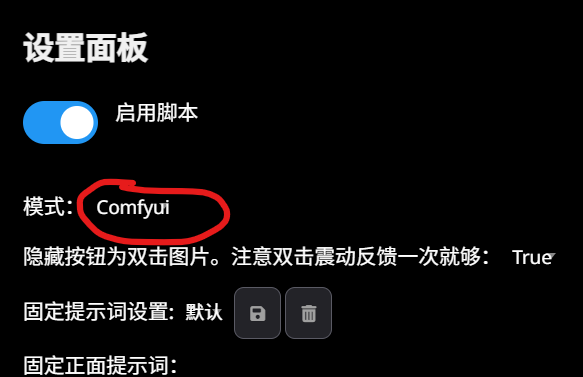 设置面板
启用脚本
模式： Comfyui
隐藏按钮为双击图片。注意双击震动反馈一次就够： True
固定提示词设置: 默认
固定正面提示词：